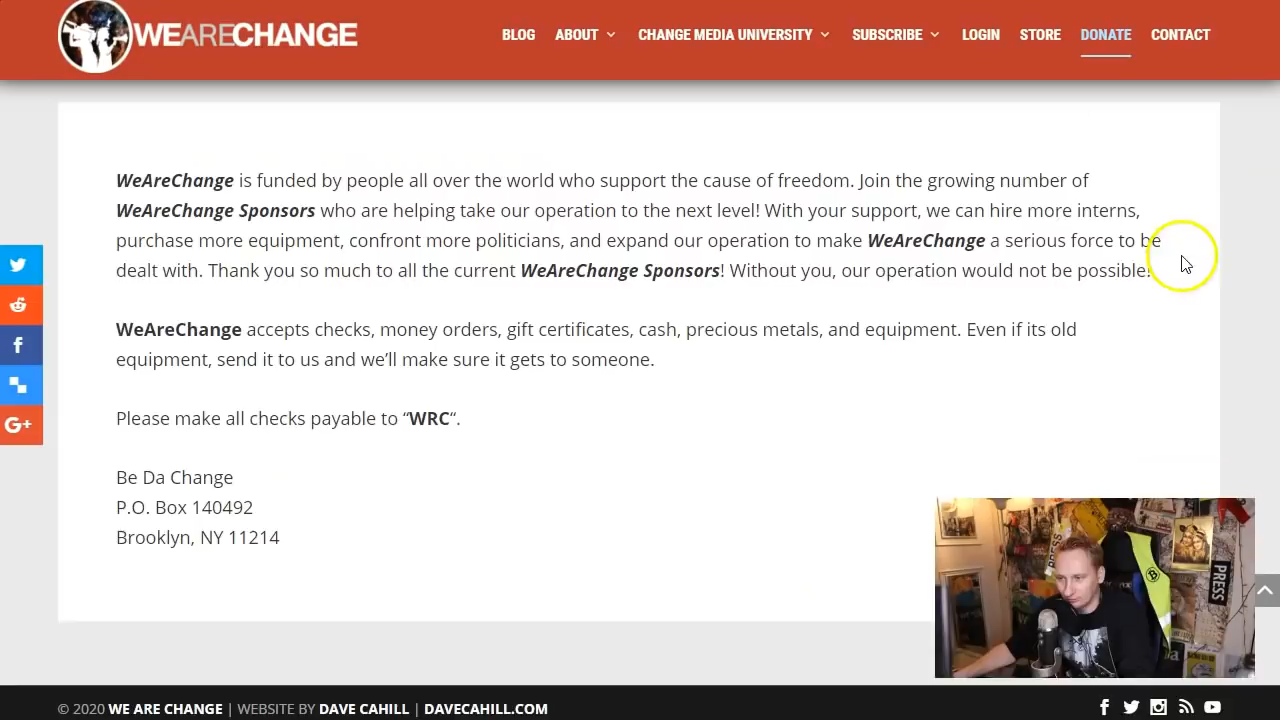 WEARECHANGE
BLOG ABOUT CHANGE MEDIA UNIVERSITY SUBSCRIBE LOGIN STORE DONATE CONTACT
WeAreChange is funded by people all over the world who support the cause of freedom. Join the growing number of
WeAreChange Sponsors who are helping take our operation to the next level! With your support, we can hire more interns,
purchase more equipment, confront more politicians, and expand our operation to make WeAreChange a serious force to be
dealt with. Thank you so much to all the current WeAreChange Sponsors! Without you, our operation would not be possible!
WeAreChange accepts checks, money orders, gift certificates, cash, precious metals, and equipment. Even if its old
equipment, send it to us and we’ll make sure it gets to someone.
Please make all checks payable to “WRC“.
Be Da Change
P.O. Box 140492
Brooklyn, NY 11214
G+
PRESS
PRESS
© 2020 WE ARE CHANGE | WEBSITE BY DAVE CAHILL | DAVECAHILL.COM